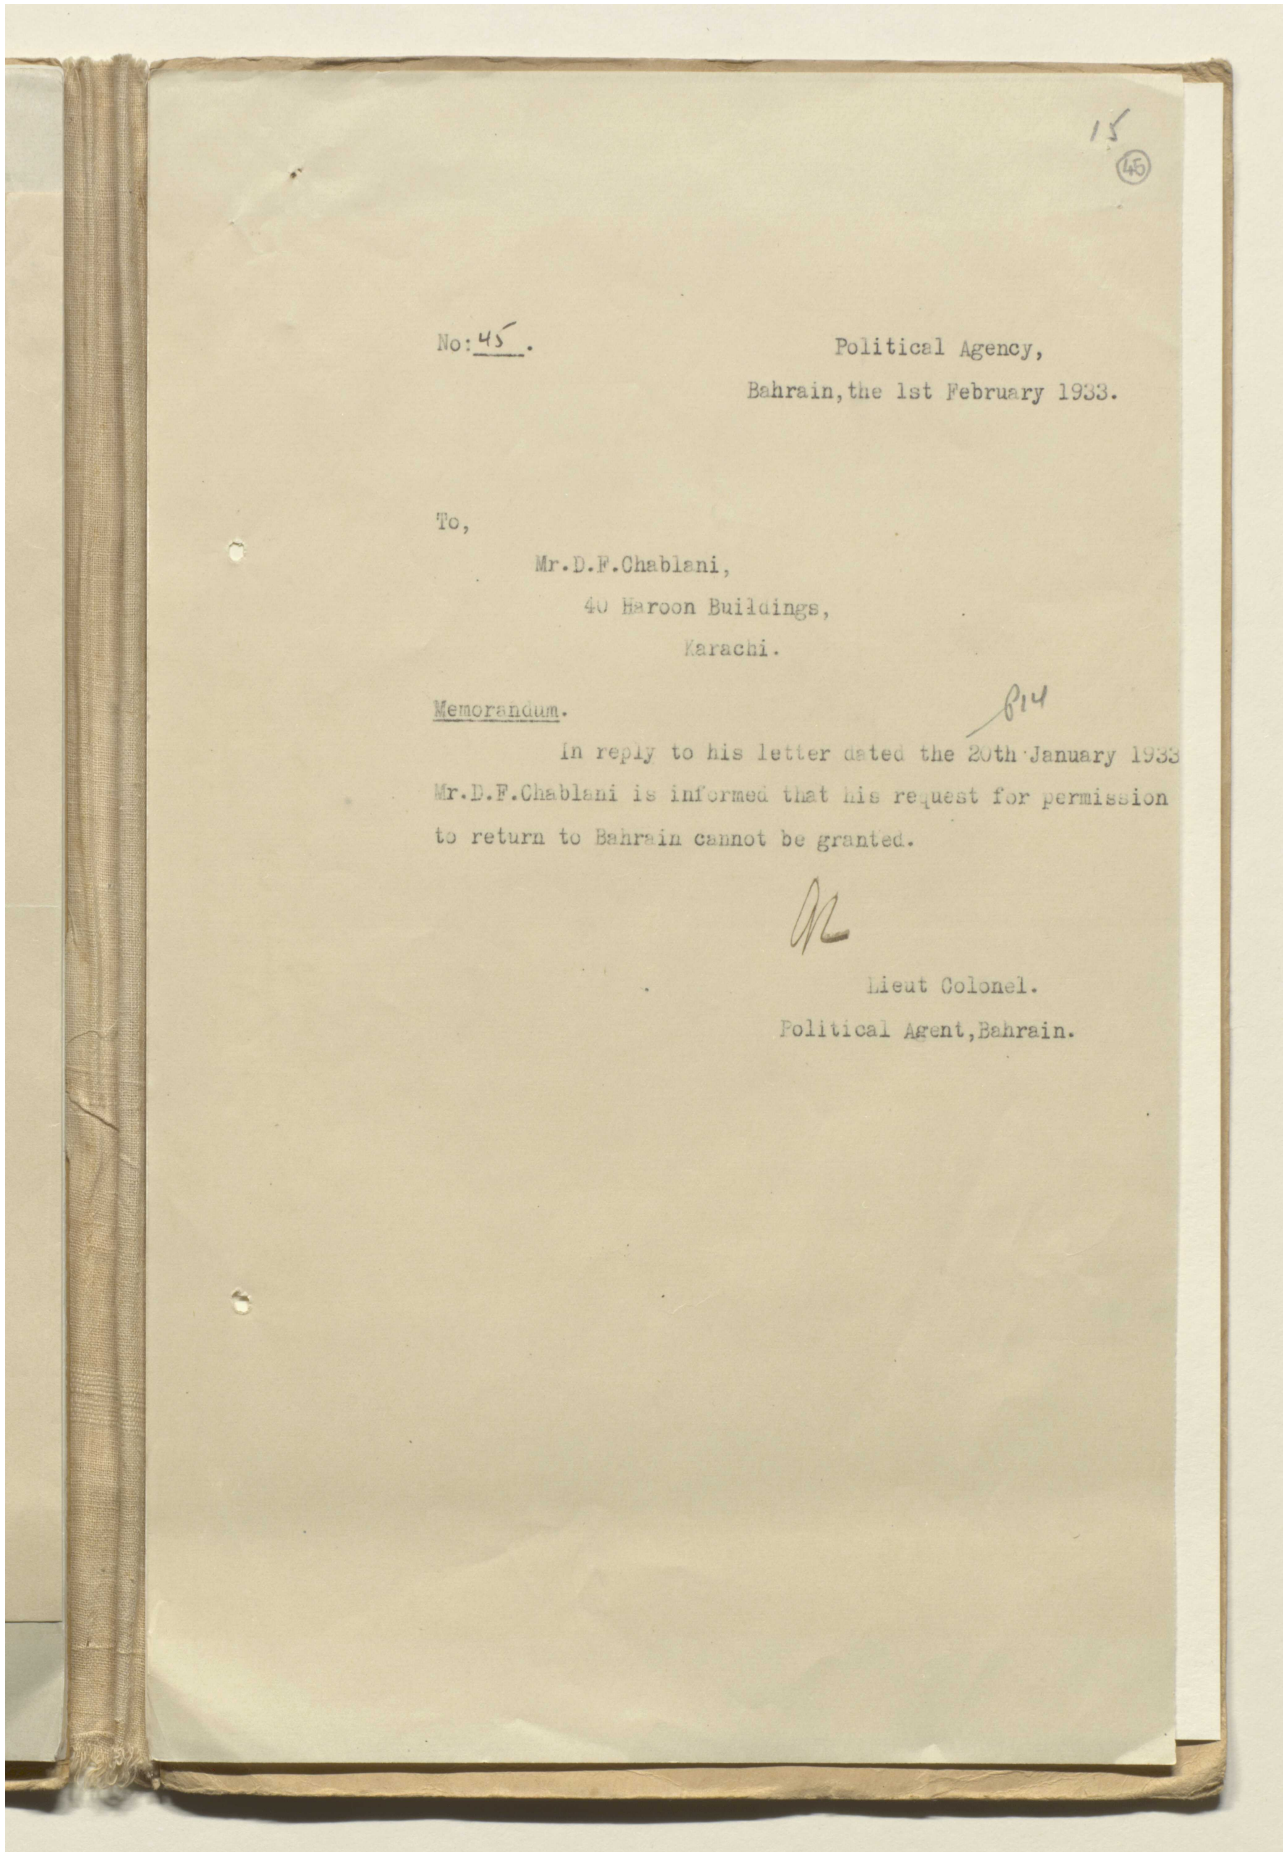 15
45
No: 45.
Political Agency,
Bahrain, the 1st February 1933.
To,
Mr.D.F.Chablani,
40 Haroon Buildings,
Karachi.
p14
Memorandum.
In reply to his letter dated the 20th January 1933
Mr.D.F.Chablani is informed that his request for permission
to return to Bahrain cannot be granted.
Lieut Colonel.
Political Agent,Bahrain.